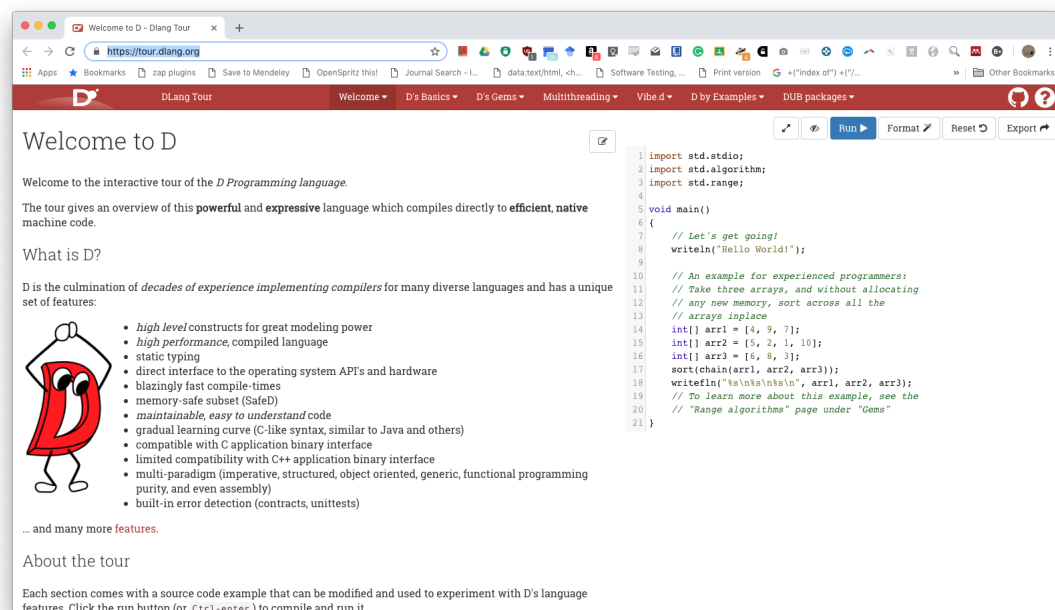 Welcome to D - Dlang Tour
https://tour.dlang.org
Apps Bookmarks zap plugins Save to Mendeley OpenSpritz this! Journal Search - I... data:text/html, <h... Software Testing, ... Print version +("index of") +("/... » Other Bookmarks
DLang Tour Welcome D's Basics D's Gems Multithreading Vibe.d D by Examples DUB packages
Run Format Reset Export
Welcome to D
Welcome to the interactive tour of the D Programming language.
The tour gives an overview of this powerful and expressive language which compiles directly to efficient, native
machine code.
What is D?
D is the culmination of decades of experience implementing compilers for many diverse languages and has a unique
set of features:
• high level constructs for great modeling power
• high performance, compiled language
• static typing
• direct interface to the operating system API's and hardware
• blazingly fast compile-times
• memory-safe subset (SafeD)
• maintainable, easy to understand code
• gradual learning curve (C-like syntax, similar to Java and others)
• compatible with C application binary interface
• limited compatibility with C++ application binary interface
• multi-paradigm (imperative, structured, object oriented, generic, functional programming
purity, and even assembly)
• built-in error detection (contracts, unittests)
... and many more features.
About the tour
Each section comes with a source code example that can be modified and used to experiment with D's language
features. Click the run button (or Ctrl-enter) to compile and run it.
1 import std.stdio;
2 import std.algorithm;
3 import std.range;
4
5 void main()
6 {
7 // Let's get going!
8 writeln("Hello World!");
9
10 // An example for experienced programmers:
11 // Take three arrays, and without allocating
12 // any new memory, sort across all the
13 // arrays inplace
14 int[] arr1 = [4, 9, 7];
15 int[] arr2 = [5, 2, 1, 10];
16 int[] arr3 = [6, 8, 3];
17 sort(chain(arr1, arr2, arr3));
18 writefln("%s\n%s\n%s\n", arr1, arr2, arr3);
19 // To learn more about this example, see the
20 // "Range algorithms" page under "Gems"
21 }